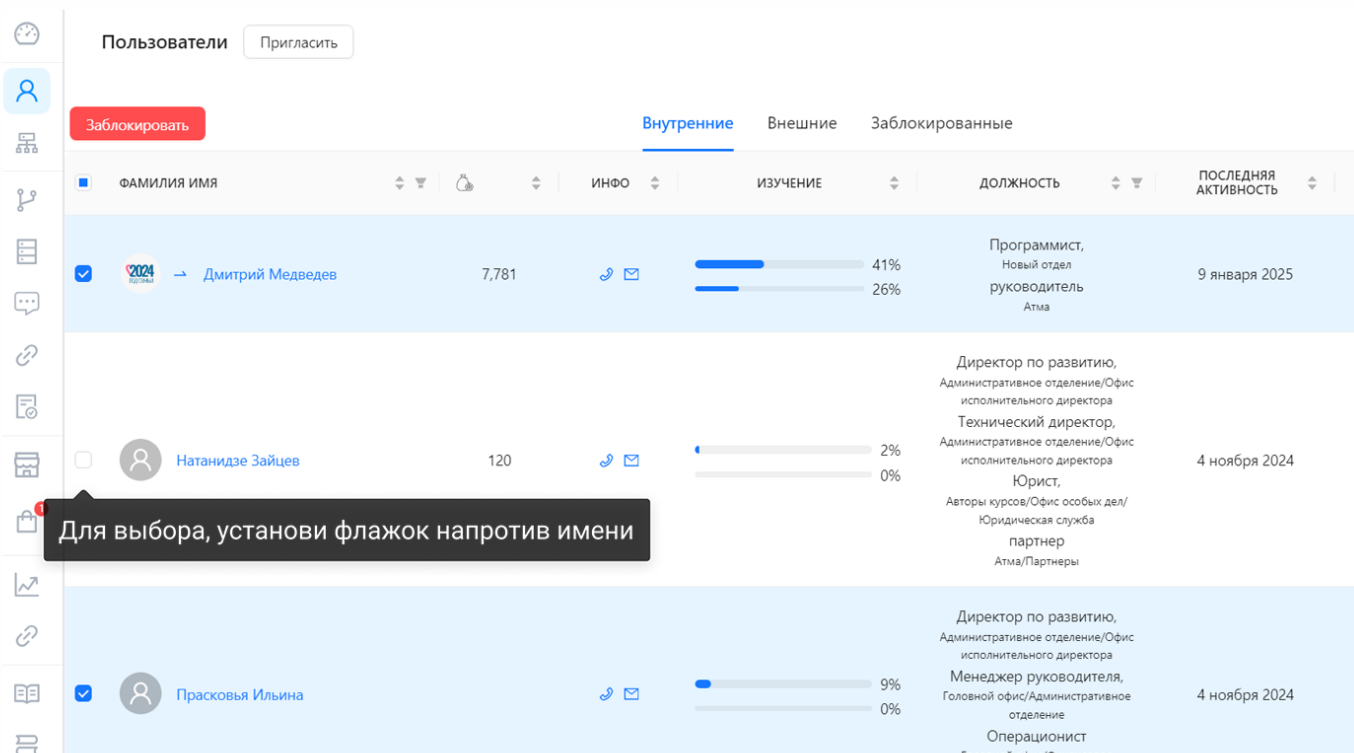 Пользователи
Пригласить
Заблокировать
Внутренние
Внешние
Заблокированные
ФАМИЛИЯ ИМЯ
ИНФО
ИЗУЧЕНИЕ
ДОЛЖНОСТЬ
ПОСЛЕДНЯЯ
АКТИВНОСТЬ
2024
Дмитрий Медведев
7,781
41%
26%
Программист,
Новый отдел
руководитель
Атма
9 января 2025
Натанидзе Зайцев
120
2%
0%
Директор по развитию,
Административное отделение/Офис
исполнительного директора
Технический директор,
Административное отделение/Офис
исполнительного директора
Юрист,
Авторы курсов/Офис особых дел/
Юридическая служба
партнер
Атма/Партнеры
4 ноября 2024
1
Для выбора, установи флажок напротив имени
Прасковья Ильина
9%
0%
Директор по развитию,
Административное отделение/Офис
исполнительного директора
Менеджер руководителя,
Головной офис/Административное
отделение
Операционист
4 ноября 2024